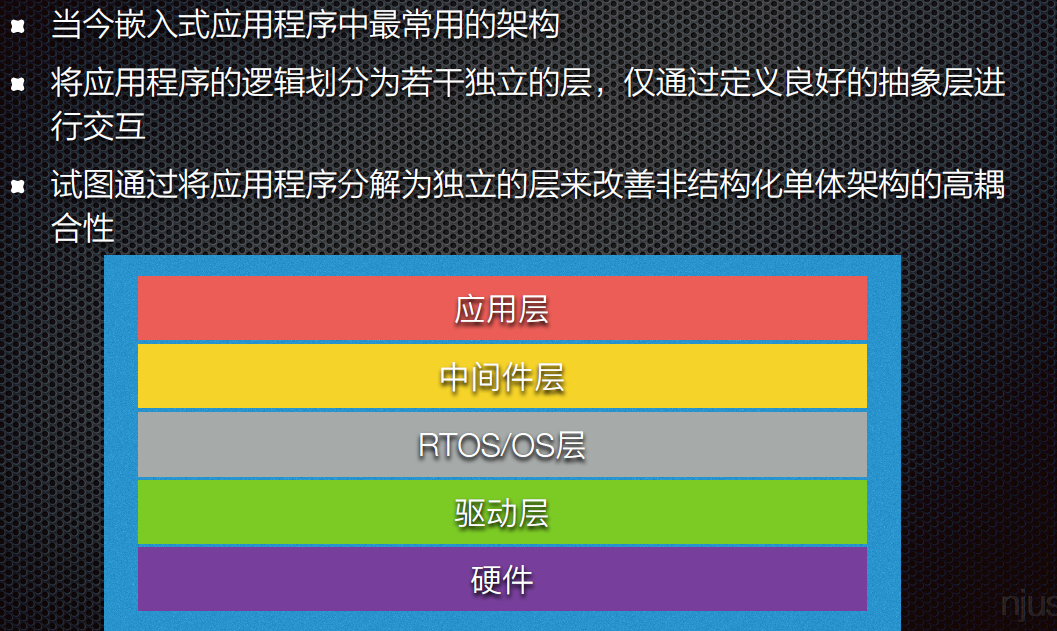 当今嵌入式应用程序中最常用的架构
将应用程序的逻辑划分为若干独立的层，仅通过定义良好的抽象层进
行交互
试图通过将应用程序分解为独立的层来改善非结构化单体架构的高耦
合性
应用层
中间件层
RTOS/OS层
驱动层
硬件
njus